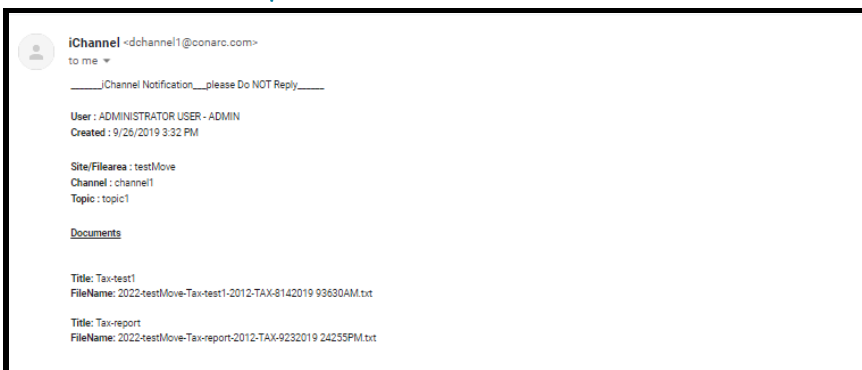 iChannel <dchannel1@conarc.com>
to me
______iChannel Notification___please Do NOT Reply_____
User : ADMINISTRATOR USER - ADMIN
Created : 9/26/2019 3:32 PM
Site/Filearea : testMove
Channel : channel1
Topic : topic1
Documents
Title: Tax-test1
FileName: 2022-testMove-Tax-test1-2012-TAX-8142019 93630AM.txt
Title: Tax-report
FileName: 2022-testMove-Tax-report-2012-TAX-9232019 24255PM.txt